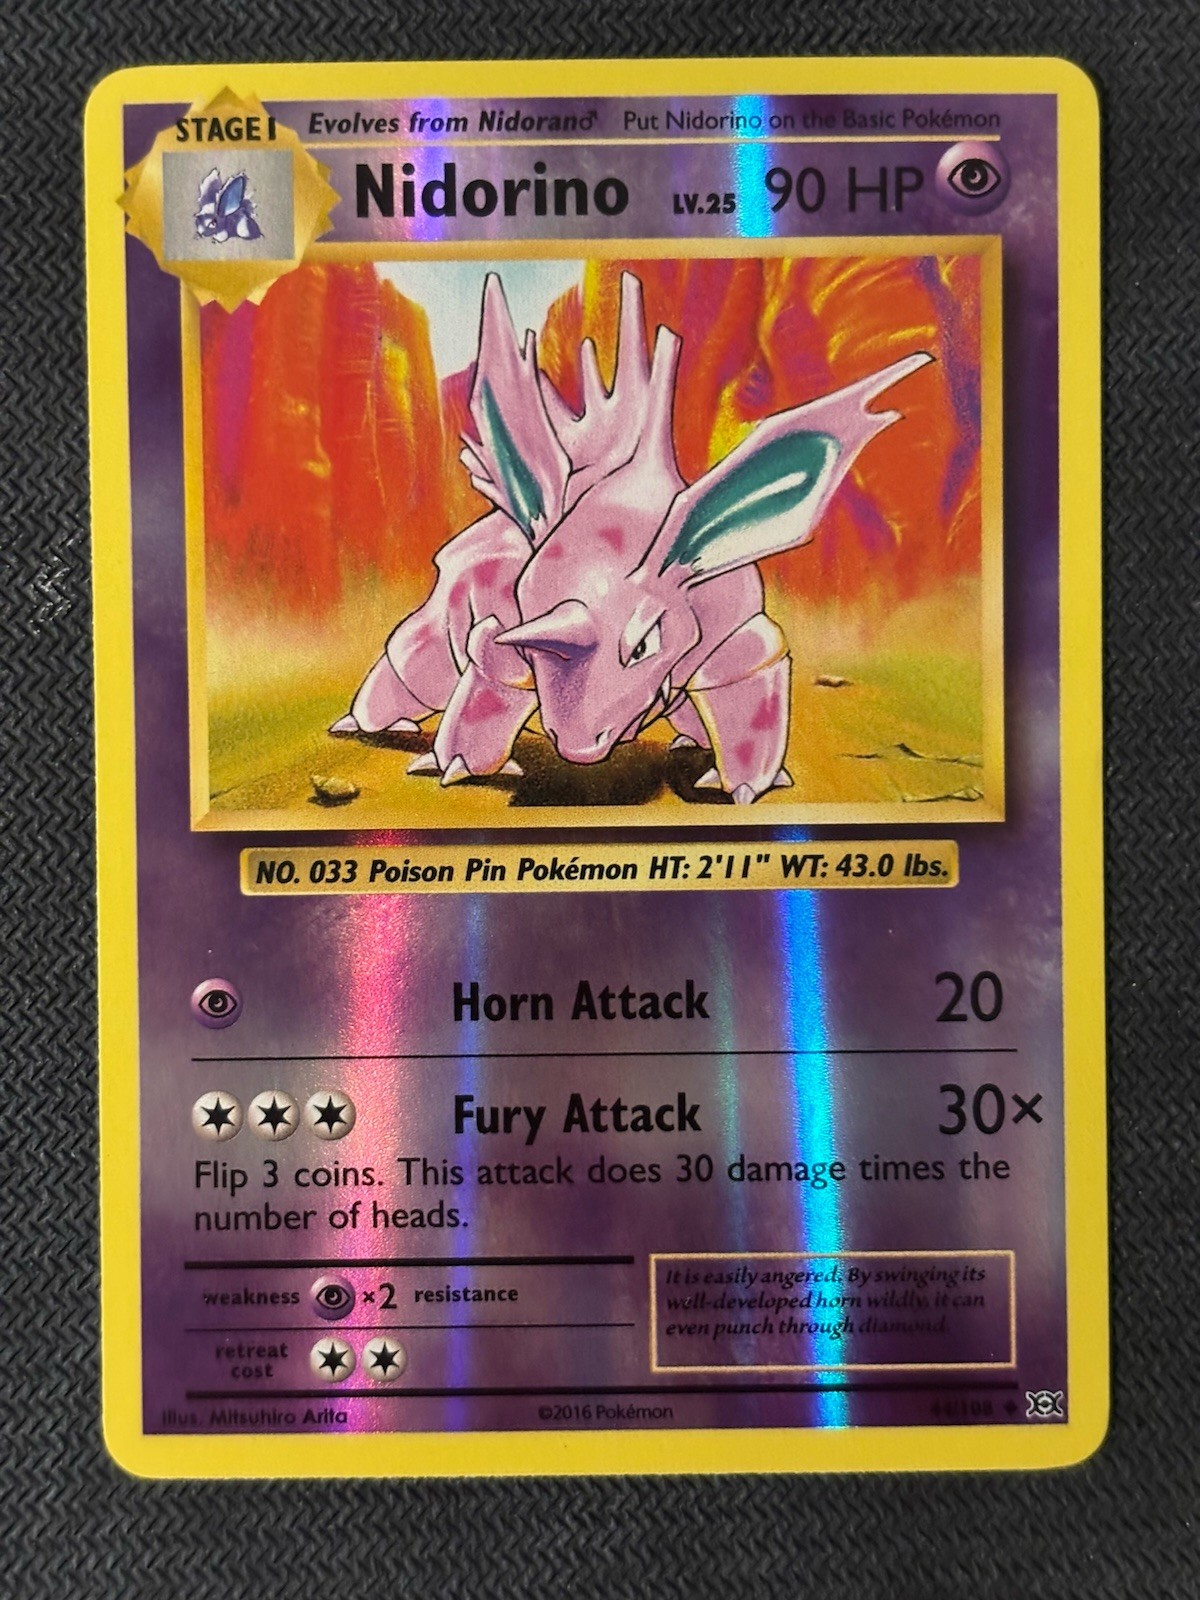 STAGE 1 Evolves from Nidoran♂ Put Nidorino on the Basic Pokémon
Nidorino LV.25 90 HP
NO. 033 Poison Pin Pokémon HT: 2'11" WT: 43.0 lbs.
Horn Attack 20
Fury Attack 30×
Flip 3 coins. This attack does 30 damage times the
number of heads.
weakness ×2 resistance
retreat
cost
It is easily angered. By swinging its
well-developed horn wildly, it can
even punch through diamond.
Illus. Mitsuhiro Arita ©2016 Pokémon 44/108